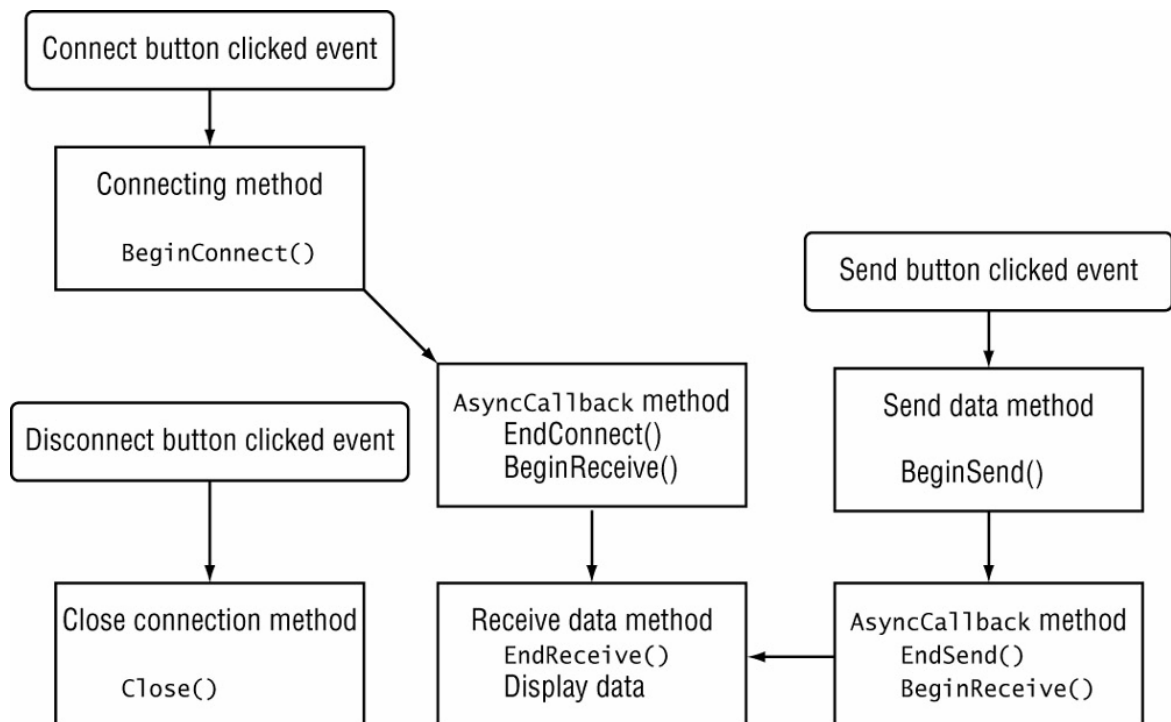 Connect button clicked event
Connecting method
BeginConnect()
Send button clicked event
AsyncCallback method
EndConnect()
BeginReceive()
Send data method
BeginSend()
Disconnect button clicked event
Close connection method
Close()
Receive data method
EndReceive()
Display data
AsyncCallback method
EndSend()
BeginReceive()